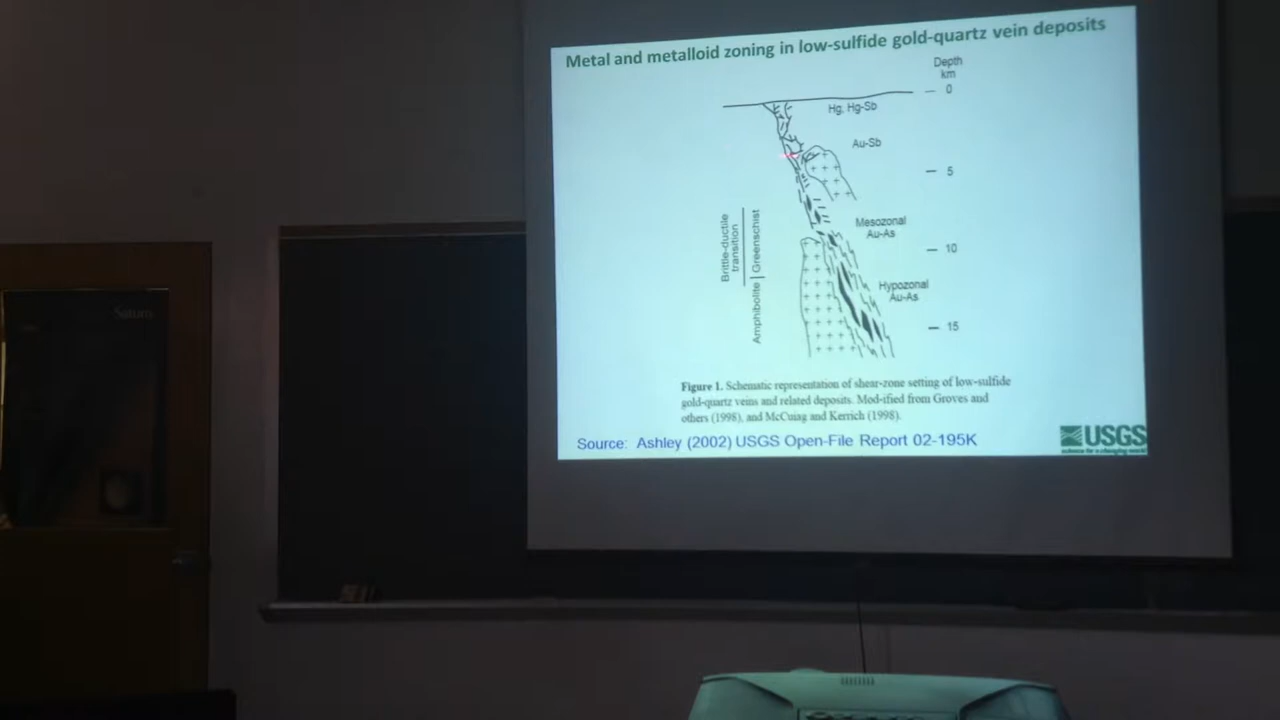 Metal and metalloid zoning in low-sulfide gold-quartz vein deposits
Depth
km
0
Hg, Hg-Sb
Au-Sb
5
Mesozonal
Au-As
Brittle-ductile
transition
Greenschist
10
Hypozonal
Au-As
Amphibolite
15
Figure 1. Schematic representation of shear-zone setting of low-sulfide
gold-quartz veins and related deposits. Mod-ified from Groves and
others (1998), and McCuiag and Kerrich (1998).
Source: Ashley (2002) USGS Open-File Report 02-195K
USGS
science for a changing world
Saturn